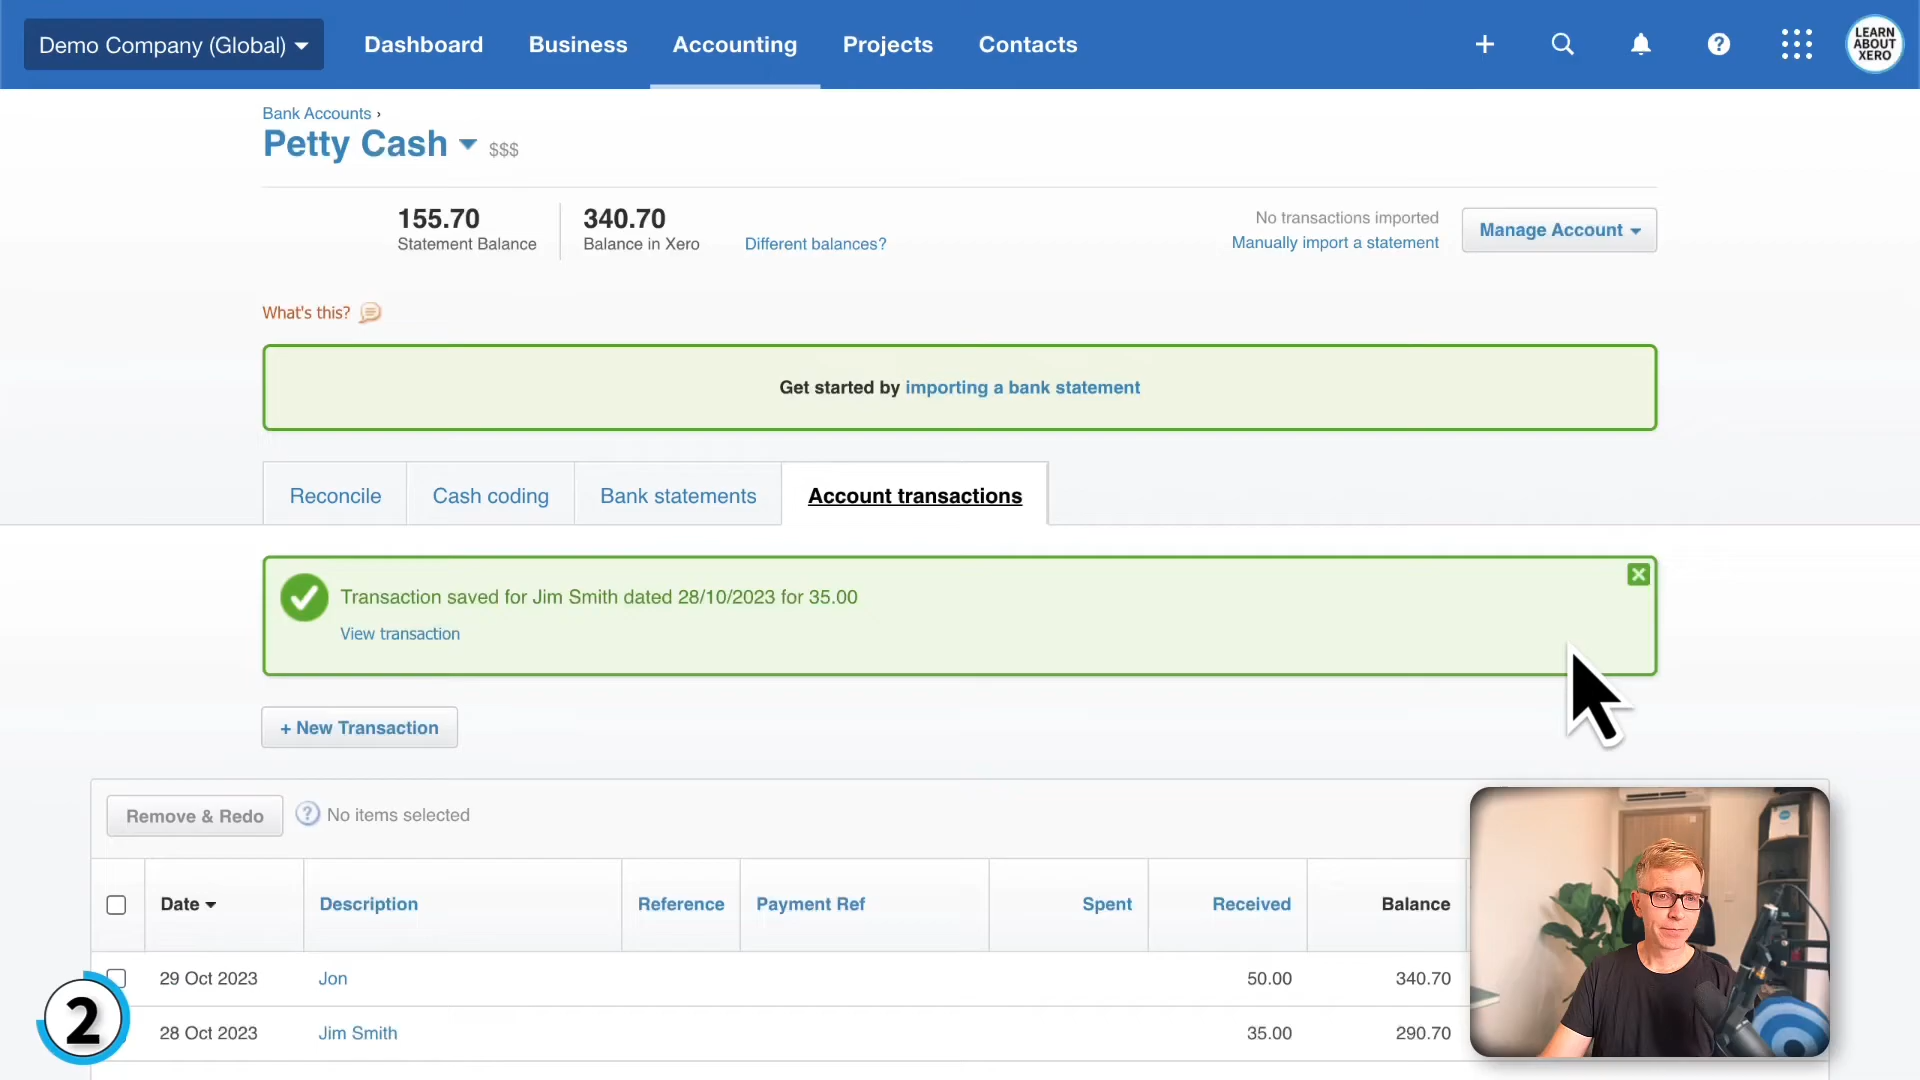 Demo Company (Global)
Dashboard
Business
Accounting
Projects
Contacts
LEARN
ABOUT
XERO
Bank Accounts ›
Petty Cash $$$
155.70
Statement Balance
340.70
Balance in Xero
Different balances?
No transactions imported
Manually import a statement
Manage Account
What's this?
Get started by importing a bank statement
Reconcile
Cash coding
Bank statements
Account transactions
Transaction saved for Jim Smith dated 28/10/2023 for 35.00
View transaction
+ New Transaction
Remove & Redo
? No items selected
Date Description Reference Payment Ref Spent Received Balance
29 Oct 2023 Jon 50.00 340.70
28 Oct 2023 Jim Smith 35.00 290.70
2